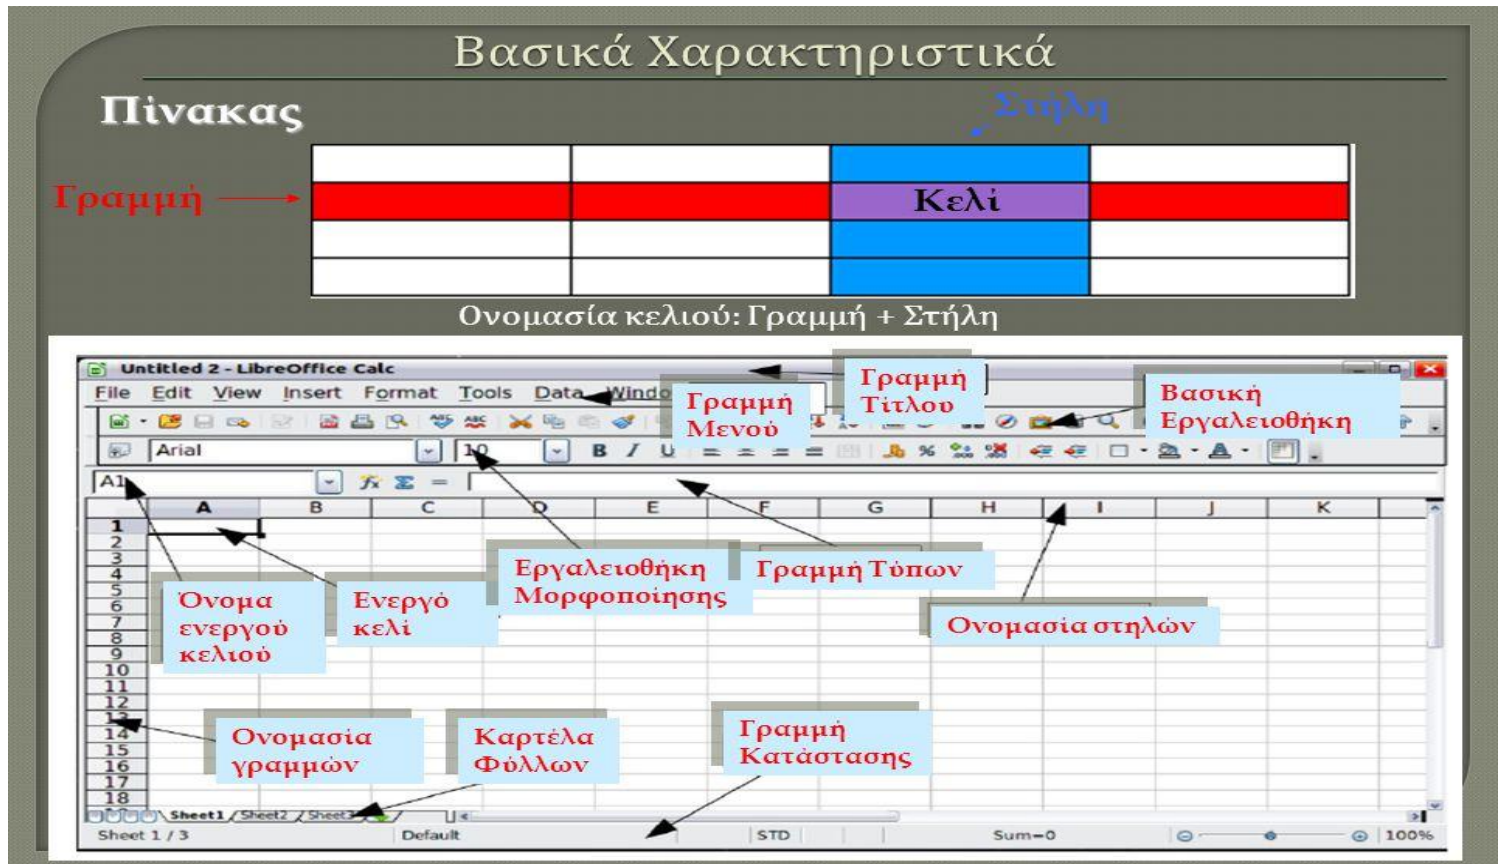 Βασικά Χαρακτηριστικά
Πίνακας
Στήλη
Γραμμή
Κελί
Ονομασία κελιού: Γραμμή + Στήλη
Untitled 2 - LibreOffice Calc
Γραμμή
Τίτλου
File Edit View Insert Format Tools Data Windo
Γραμμή
Μενού
Βασική
Εργαλειοθήκη
Arial 10 B I U %
A1 fx Σ =
A B C D E F G H I J K
1
2
3
4
5
6
7
8
9
10
11
12
13
14
15
16
17
18
Εργαλειοθήκη
Μορφοποίησης
Γραμμή Τύπων
Όνομα
ενεργού
κελιού
Ενεργό
κελί
Ονομασία στηλών
Ονομασία
γραμμών
Καρτέλα
Φύλλων
Γραμμή
Κατάστασης
Sheet1 Sheet2 Sheet3
Sheet 1 / 3 Default STD Sum=0 100%